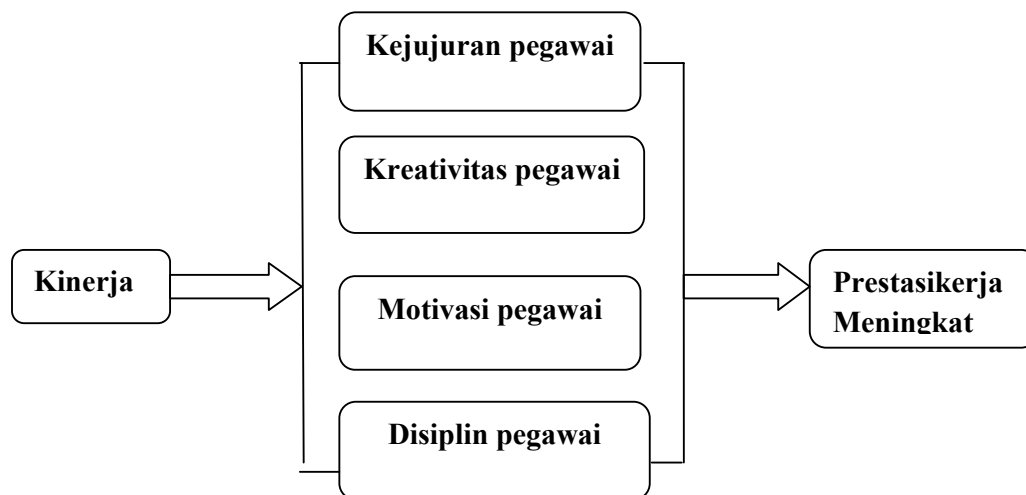 Kejujuran pegawai
Kreativitas pegawai
Kinerja
Motivasi pegawai
Prestasikerja
Meningkat
Disiplin pegawai